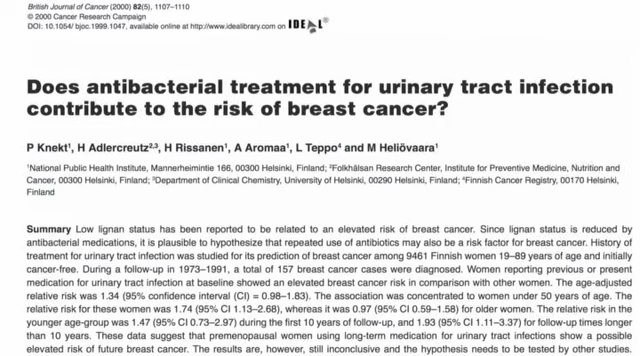 British Journal of Cancer (2000) 82(5), 1107–1110
© 2000 Cancer Research Campaign
DOI: 10.1054/ bjoc.1999.1047, available online at http://www.idealibrary.com on IDEAL®
Does antibacterial treatment for urinary tract infection
contribute to the risk of breast cancer?
P Knekt¹, H Adlercreutz²,³, H Rissanen¹, A Aromaa¹, L Teppo⁴ and M Heliövaara¹
¹National Public Health Institute, Mannerheimintie 166, 00300 Helsinki, Finland; ²Folkhälsan Research Center, Institute for Preventive Medicine, Nutrition and
Cancer, 00300 Helsinki, Finland; ³Department of Clinical Chemistry, University of Helsinki, 00290 Helsinki, Finland; ⁴Finnish Cancer Registry, 00170 Helsinki,
Finland
Summary Low lignan status has been reported to be related to an elevated risk of breast cancer. Since lignan status is reduced by
antibacterial medications, it is plausible to hypothesize that repeated use of antibiotics may also be a risk factor for breast cancer. History of
treatment for urinary tract infection was studied for its prediction of breast cancer among 9461 Finnish women 19–89 years of age and initially
cancer-free. During a follow-up in 1973–1991, a total of 157 breast cancer cases were diagnosed. Women reporting previous or present
medication for urinary tract infection at baseline showed an elevated breast cancer risk in comparison with other women. The age-adjusted
relative risk was 1.34 (95% confidence interval (CI) = 0.98–1.83). The association was concentrated to women under 50 years of age. The
relative risk for these women was 1.74 (95% CI 1.13–2.68), whereas it was 0.97 (95% CI 0.59–1.58) for older women. The relative risk in the
younger age-group was 1.47 (95% CI 0.73–2.97) during the first 10 years of follow-up, and 1.93 (95% CI 1.11–3.37) for follow-up times longer
than 10 years. These data suggest that premenopausal women using long-term medication for urinary tract infections show a possible
elevated risk of future breast cancer. The results are, however, still inconclusive and the hypothesis needs to be tested by other studies.